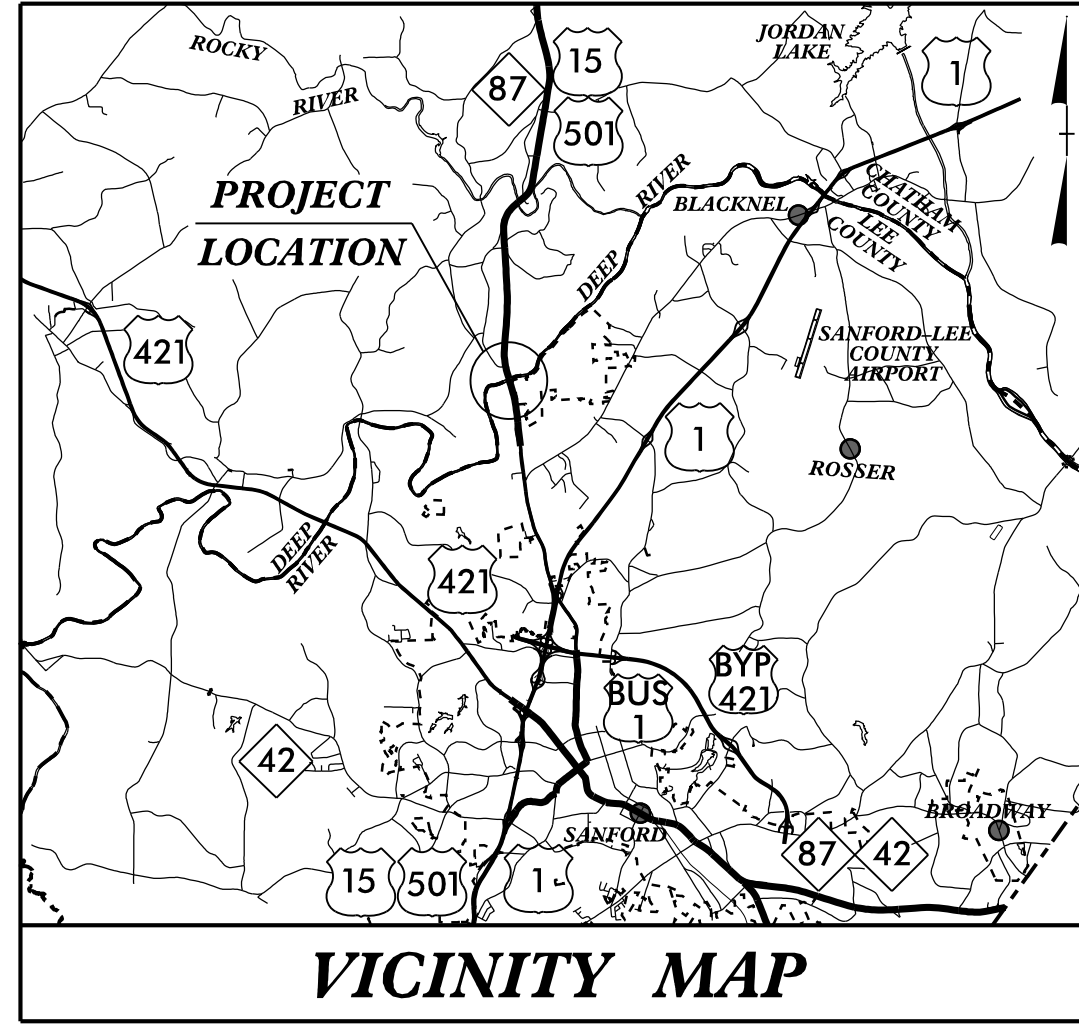 ROCKY
RIVER
87
15
501
JORDAN
LAKE
1
PROJECT
LOCATION
RIVER
DEEP
BLACKNEL
CHATHAM
COUNTY
LEE
COUNTY
421
SANFORD-LEE
COUNTY
AIRPORT
1
ROSSER
DEEP
RIVER
421
BYP
421
BUS
1
42
SANFORD
BROADWAY
87
42
15
501
1
VICINITY MAP